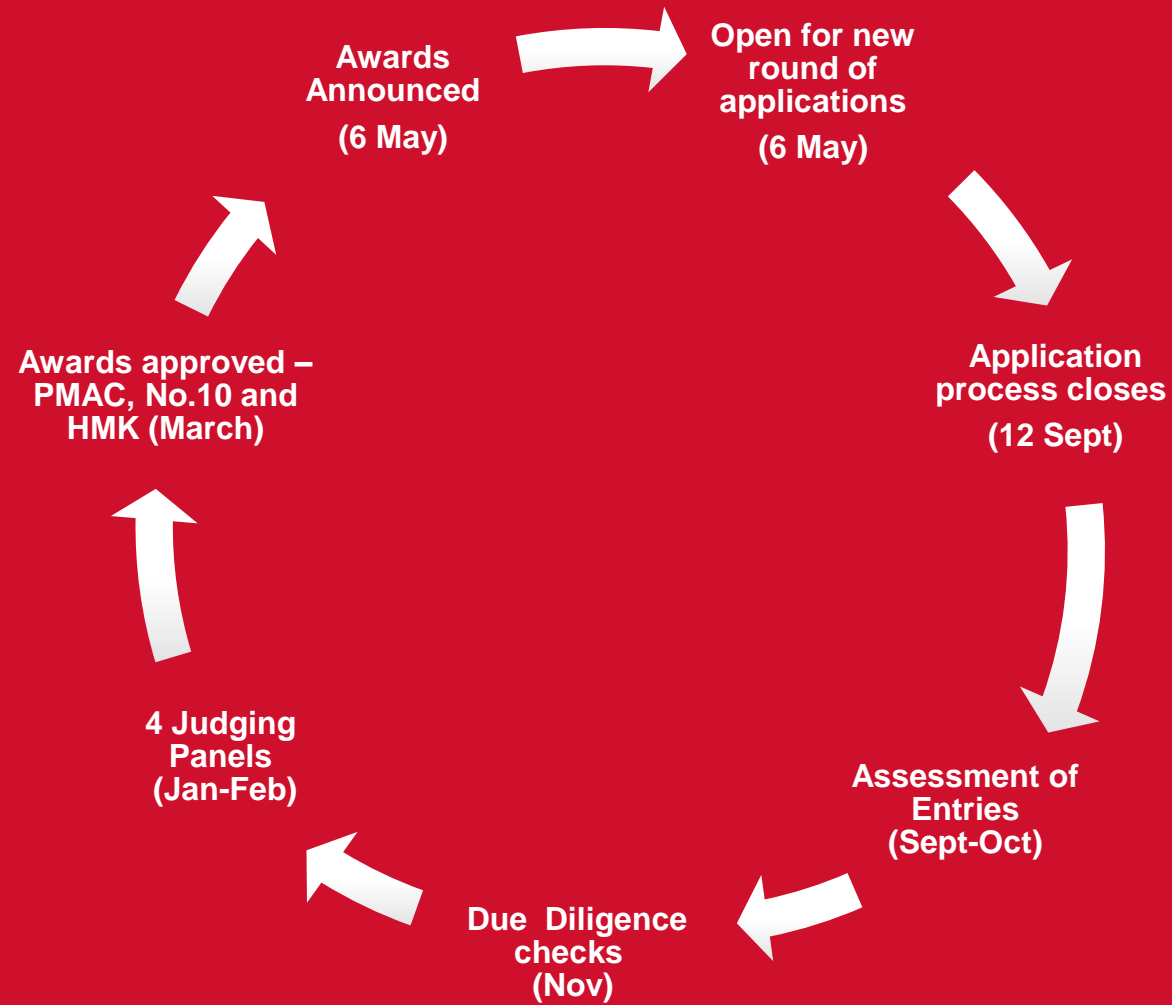 Awards
Announced
(6 May)
Open for new
round of
applications
(6 May)
Application
process closes
(12 Sept)
Assessment of
Entries
(Sept-Oct)
Due Diligence
checks
(Nov)
4 Judging
Panels
(Jan-Feb)
Awards approved –
PMAC, No.10 and
HMK (March)